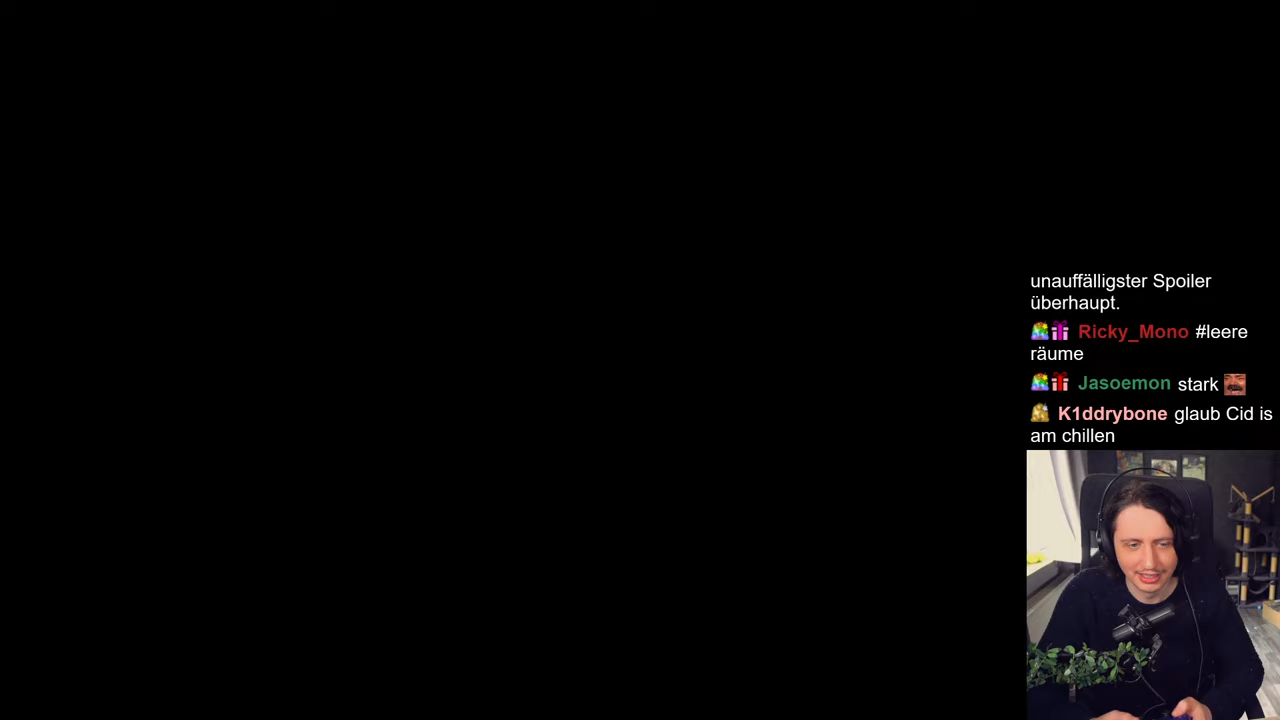 unauffälligster Spoiler
überhaupt.
Ricky_Mono #leere
räume
Jasoemon stark
K1ddrybone glaub Cid is
am chillen